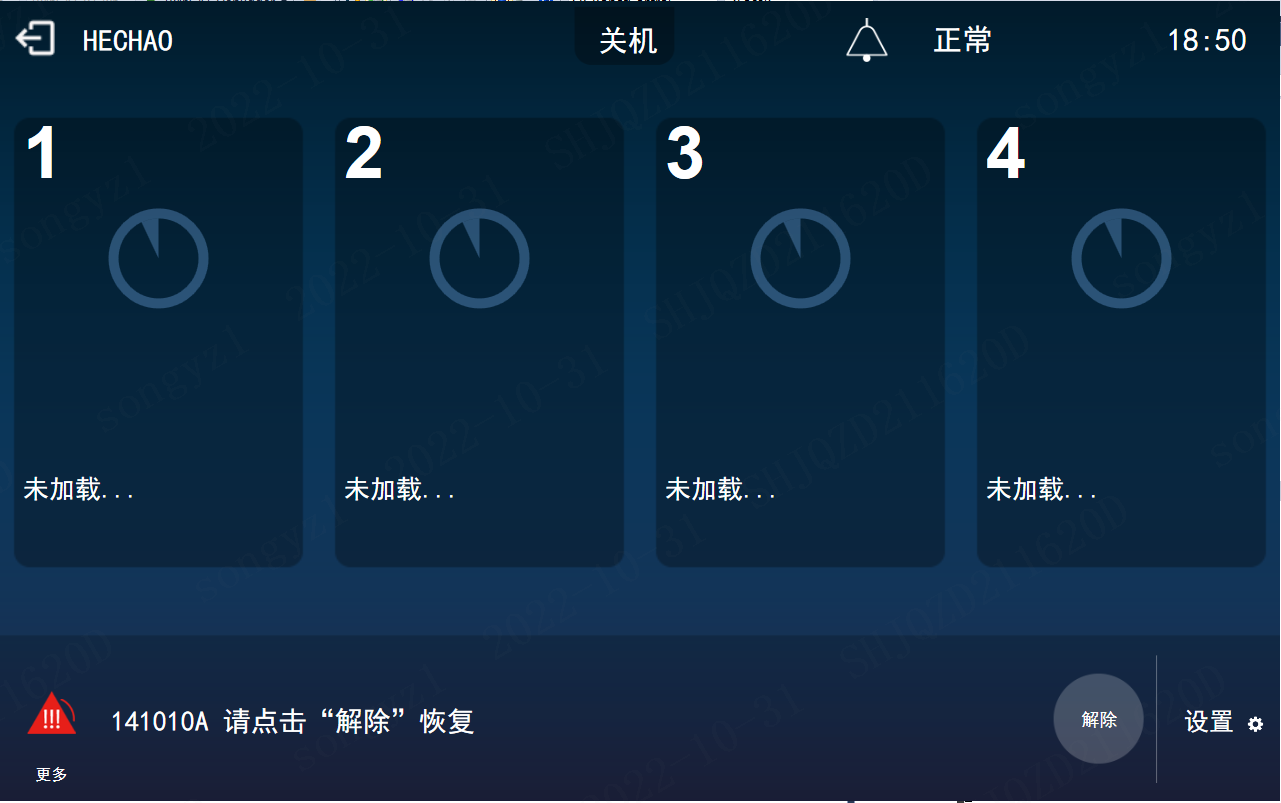 HECHAO 关机 正常 18:50
1 2 3 4
未加载... 未加载... 未加载... 未加载...
!!! 141010A 请点击“解除”恢复 解除 设置
更多
songyz1 2022-10-31 SHJQZD211620D